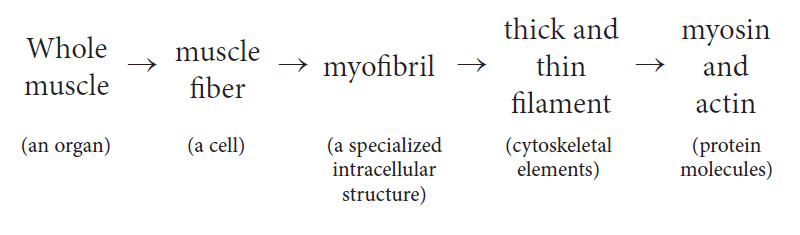 Whole
muscle
→
muscle
fiber
→
myofibril
→
thick and
thin
filament
→
myosin
and
actin
(an organ)
(a cell)
(a specialized
intracellular
structure)
(cytoskeletal
elements)
(protein
molecules)